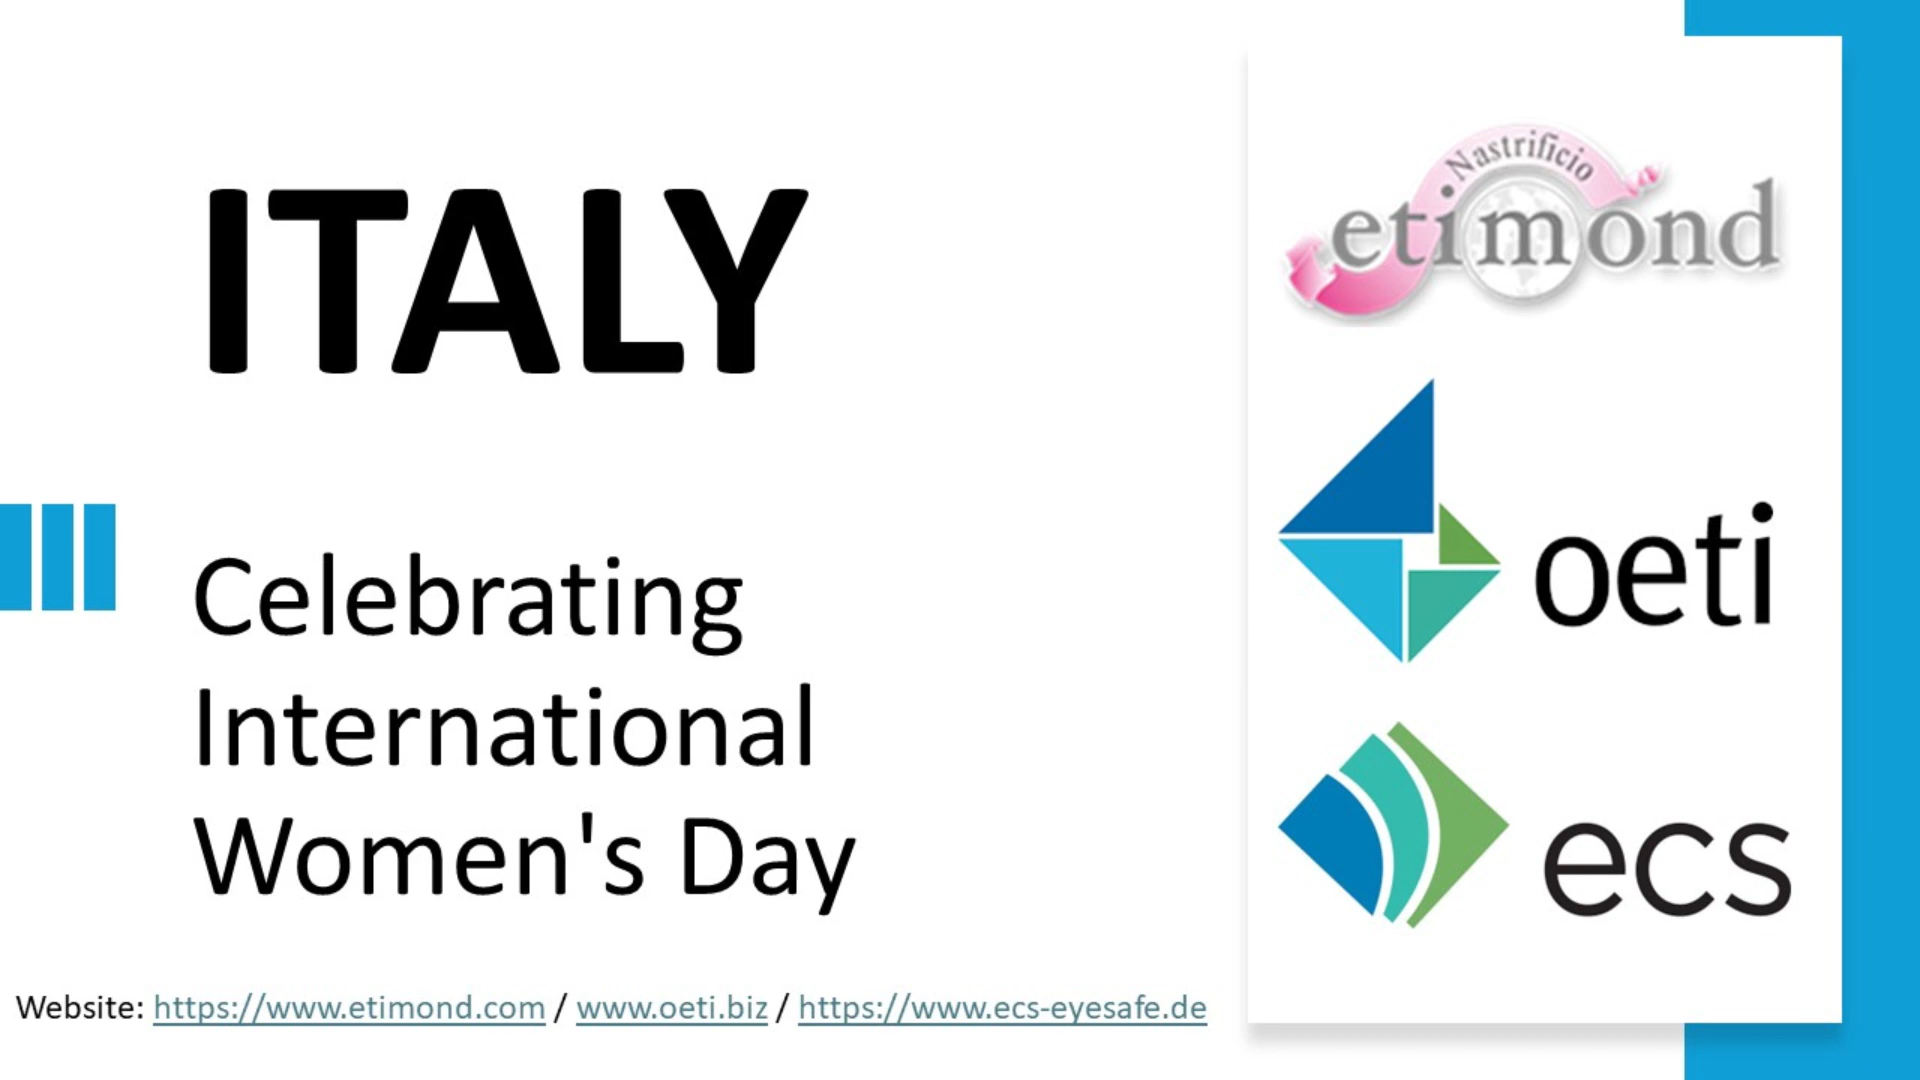 ITALY
Celebrating
International
Women's Day
Website: https://www.etimond.com / www.oeti.biz / https://www.ecs-eyesafe.de
Nastrificio
etimond
oeti
ecs